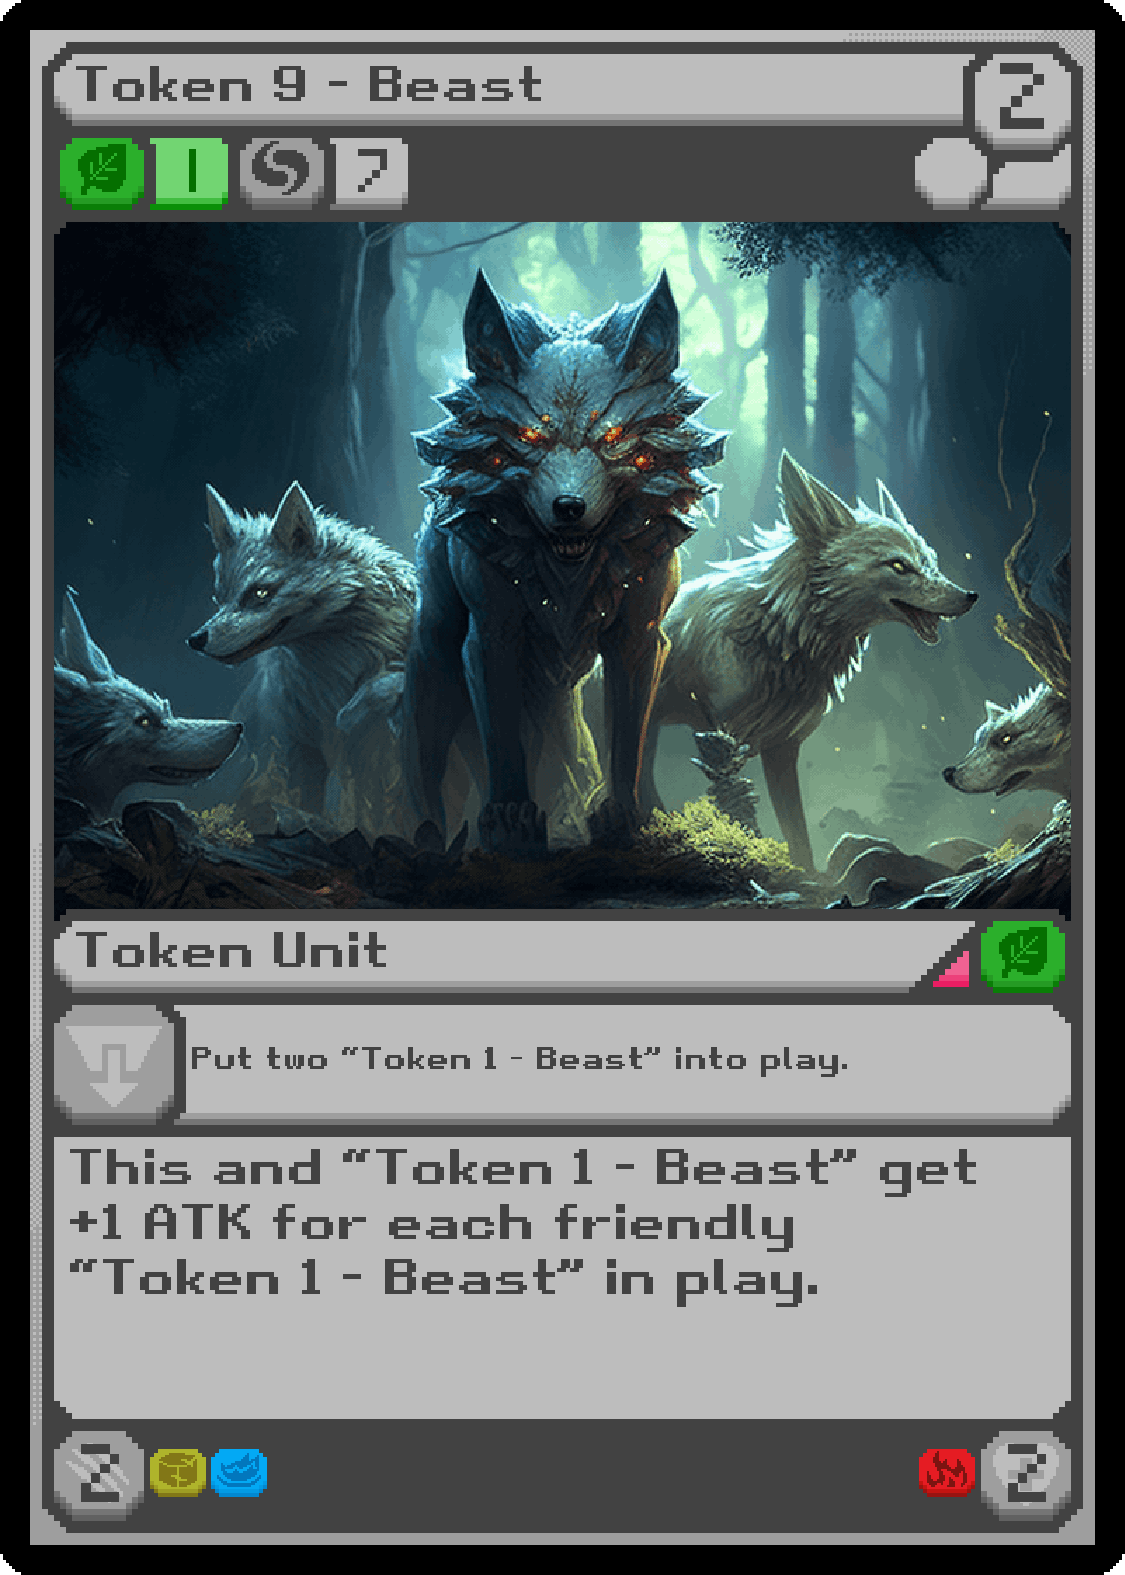 Token 9 - Beast
2
1 7
Token Unit
Put two “Token 1 - Beast” into play.
This and “Token 1 - Beast” get
+1 ATK for each friendly
“Token 1 - Beast” in play.
2 2